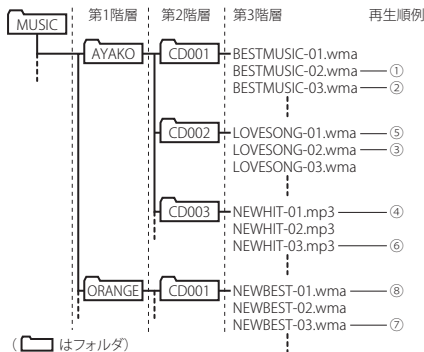 第1階層 第2階層 第3階層 再生順例
MUSIC
AYAKO CD001 BESTMUSIC-01.wma
BESTMUSIC-02.wma ①
BESTMUSIC-03.wma ②
CD002 LOVESONG-01.wma ⑤
LOVESONG-02.wma ③
LOVESONG-03.wma
CD003 NEWHIT-01.mp3 ④
NEWHIT-02.mp3
NEWHIT-03.mp3 ⑥
ORANGE CD001 NEWBEST-01.wma ⑧
NEWBEST-02.wma
NEWBEST-03.wma ⑦
( はフォルダ)